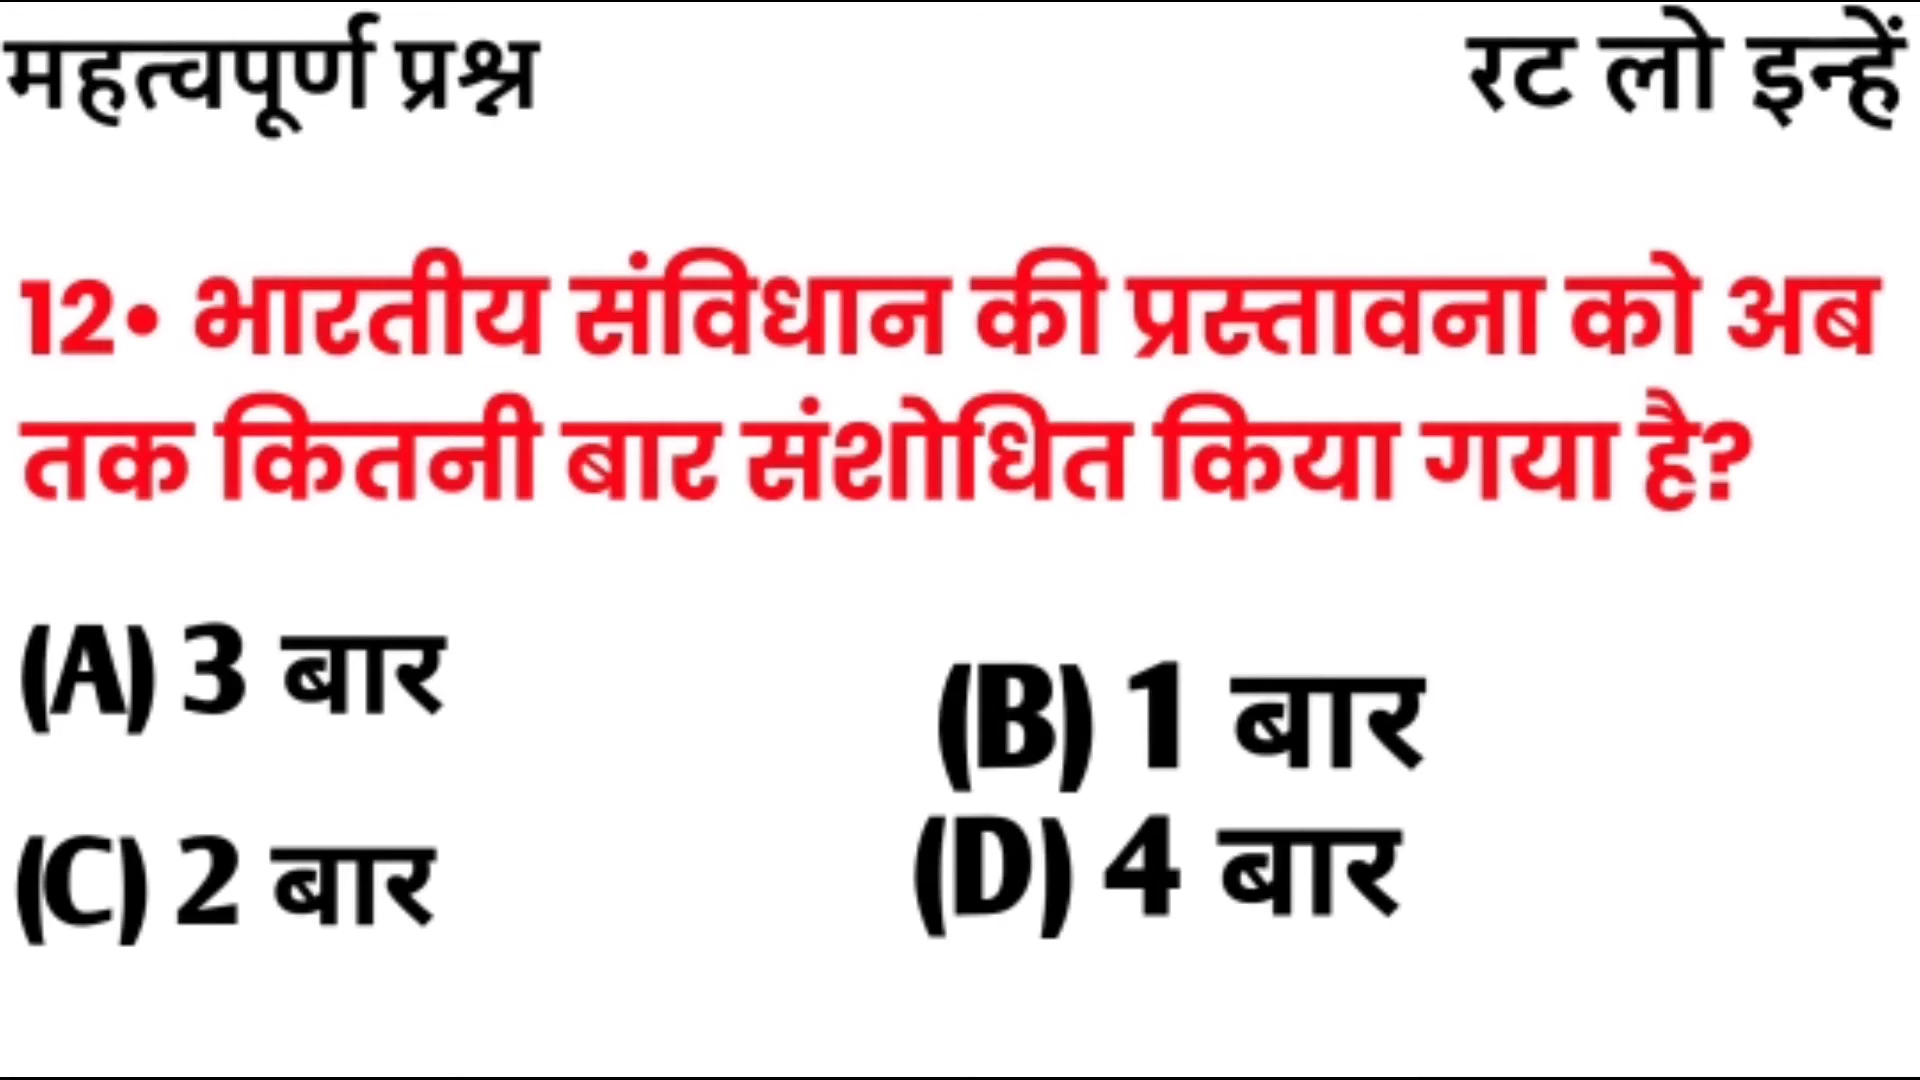 महत्वपूर्ण प्रश्न
रट लो इन्हें
12• भारतीय संविधान की प्रस्तावना को अब
तक कितनी बार संशोधित किया गया है?
(A) 3 बार
(B) 1 बार
(C) 2 बार
(D) 4 बार